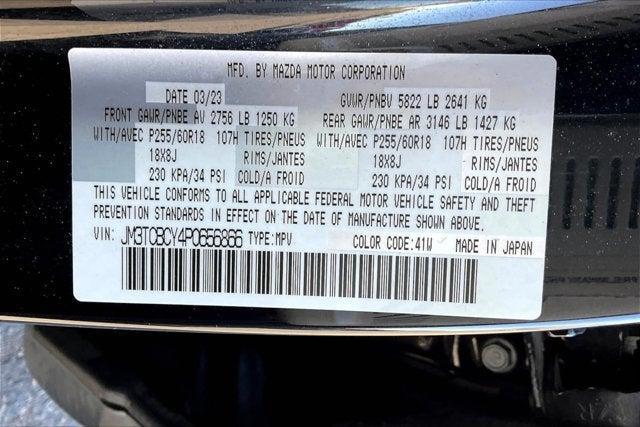 MFD. BY MAZDA MOTOR CORPORATION
DATE 03/23 GVWR/PNBV 5822 LB 2641 KG
FRONT GAWR/PNBE AV 2756 LB 1250 KG REAR GAWR/PNBE AR 3146 LB 1427 KG
WITH/AVEC P255/60R18 107H TIRES/PNEUS WITH/AVEC P255/60R18 107H TIRES/PNEUS
18X8J RIMS/JANTES 18X8J RIMS/JANTES
230 KPA/34 PSI COLD/A FROID 230 KPA/34 PSI COLD/A FROID
THIS VEHICLE CONFORMS TO ALL APPLICABLE FEDERAL MOTOR VEHICLE SAFETY AND THEFT
PREVENTION STANDARDS IN EFFECT ON THE DATE OF MANUFACTURE SHOWN ABOVE.
VIN: JM3TCBCY4P0656866 TYPE:MPV COLOR CODE:41W MADE IN JAPAN